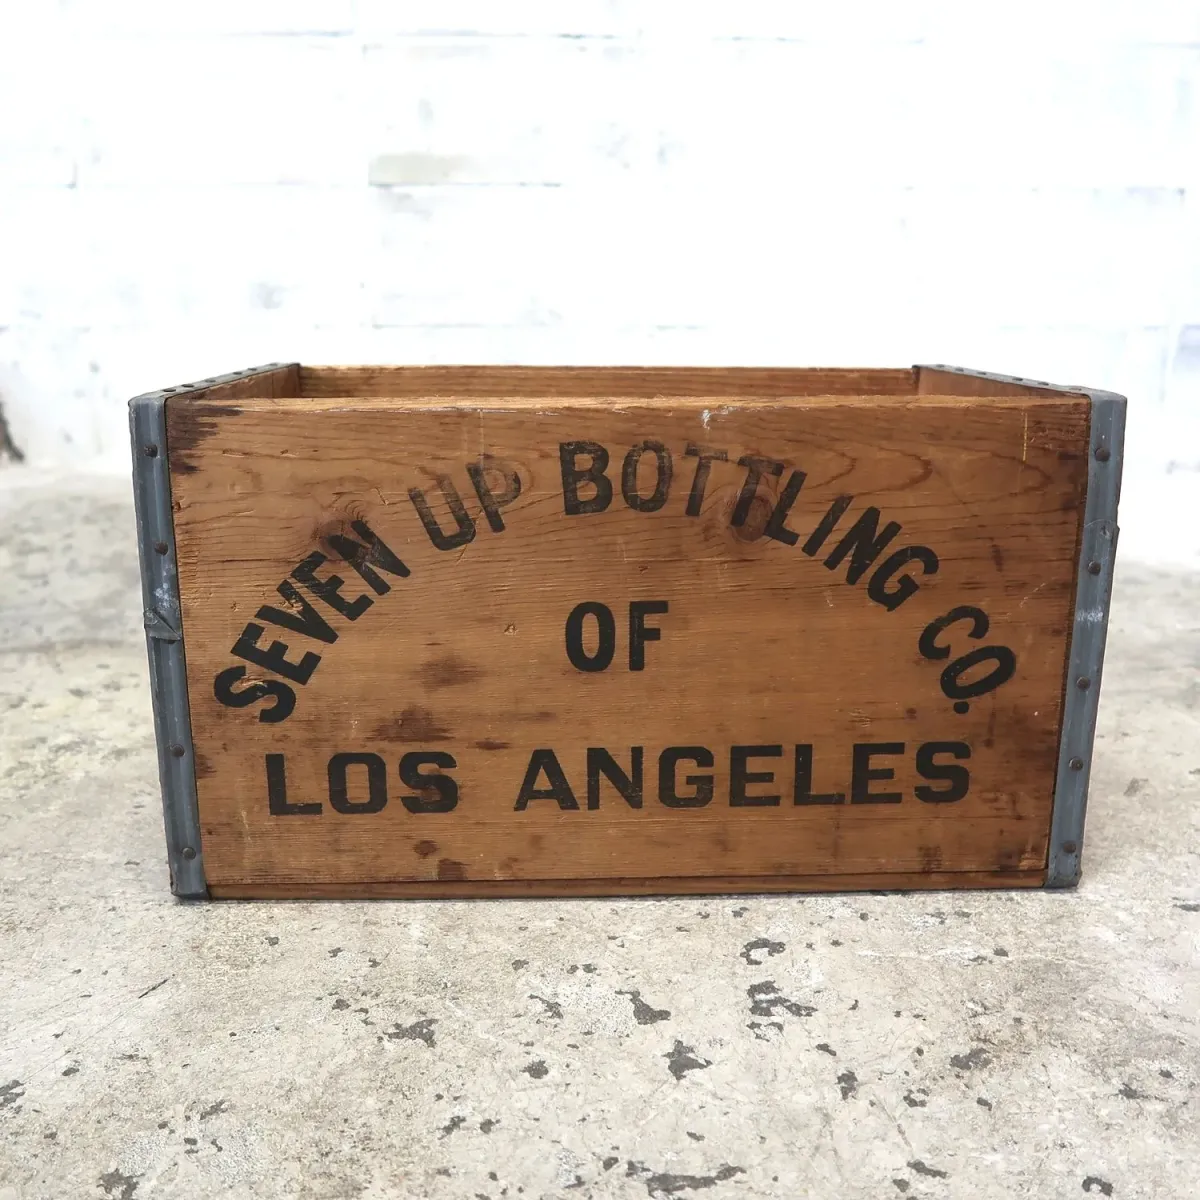 SEVEN UP BOTTLING CO.
OF
LOS ANGELES